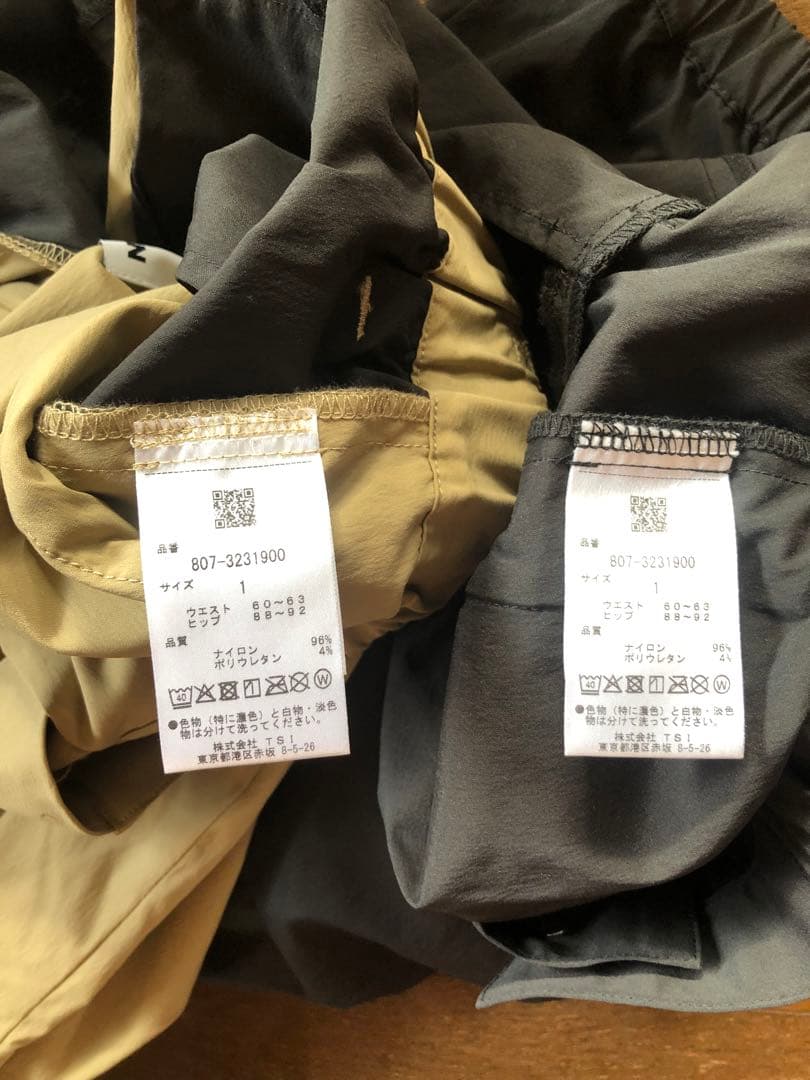 N
品番
807-3231900
サイズ 1
ウエスト 60～63
ヒップ 88～92
品質
ナイロン 96%
ポリウレタン 4%
40 W
●色物(特に濃色)と白物・淡色
物は分けて洗ってください。
株式会社 TSI
東京都港区赤坂 8-5-26
品番
807-3231900
サイズ 1
ウエスト 60～63
ヒップ 88～92
品質
ナイロン 96%
ポリウレタン 4%
40 W
●色物(特に濃色)と白物・淡色
物は分けて洗ってください。
株式会社 TSI
東京都港区赤坂 8-5-26